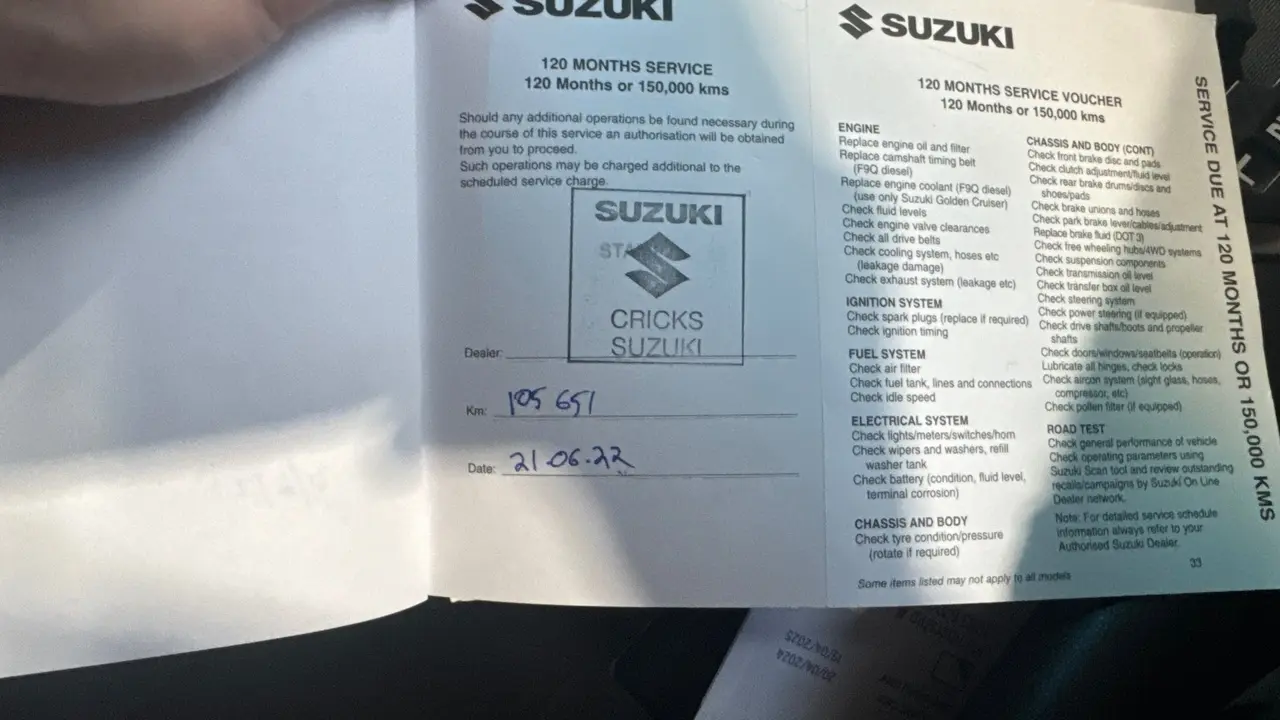 SUZUKI
120 MONTHS SERVICE
120 Months or 150,000 kms
Should any additional operations be found necessary during
the course of this service an authorisation will be obtained
from you to proceed.
Such operations may be charged additional to the
scheduled service charge.
SUZUKI
STA
CRICKS
SUZUKI
Dealer:
Km: 105 651
Date: 21.06.22
SUZUKI
120 MONTHS SERVICE VOUCHER
120 Months or 150,000 kms
ENGINE
Replace engine oil and filter
Replace camshaft timing belt
(F9Q diesel)
Replace engine coolant (F9Q diesel)
(use only Suzuki Golden Cruiser)
Check fluid levels
Check engine valve clearances
Check all drive belts
Check cooling system, hoses etc
(leakage damage)
Check exhaust system (leakage etc)
IGNITION SYSTEM
Check spark plugs (replace if required)
Check ignition timing
FUEL SYSTEM
Check air filter
Check fuel tank, lines and connections
Check idle speed
ELECTRICAL SYSTEM
Check lights/meters/switches/horn
Check wipers and washers, refill
washer tank
Check battery (condition, fluid level,
terminal corrosion)
CHASSIS AND BODY
Check tyre condition/pressure
(rotate if required)
CHASSIS AND BODY (CONT)
Check front brake disc and pads
Check clutch adjustment/fluid level
Check rear brake drums/discs and
shoes/pads
Check brake unions and hoses
Check park brake lever/cables/adjustment
Replace brake fluid (DOT 3)
Check free wheeling hubs/4WD systems
Check suspension components
Check transmission oil level
Check transfer box oil level
Check steering system
Check power steering (if equipped)
Check drive shafts/boots and propeller
shafts
Check doors/windows/seatbelts (operation)
Lubricate all hinges, check locks
Check aircon system (sight glass, hoses,
compressor, etc)
Check pollen filter (if equipped)
ROAD TEST
Check general performance of vehicle
Check operating parameters using
Suzuki Scan tool and review outstanding
recalls/campaigns by Suzuki On Line
Dealer network.
Note: For detailed service schedule
information always refer to your
Authorised Suzuki Dealer.
33
Some items listed may not apply to all models
SERVICE DUE AT 120 MONTHS OR 150,000 KMS
19/04/2025
20/04/2024